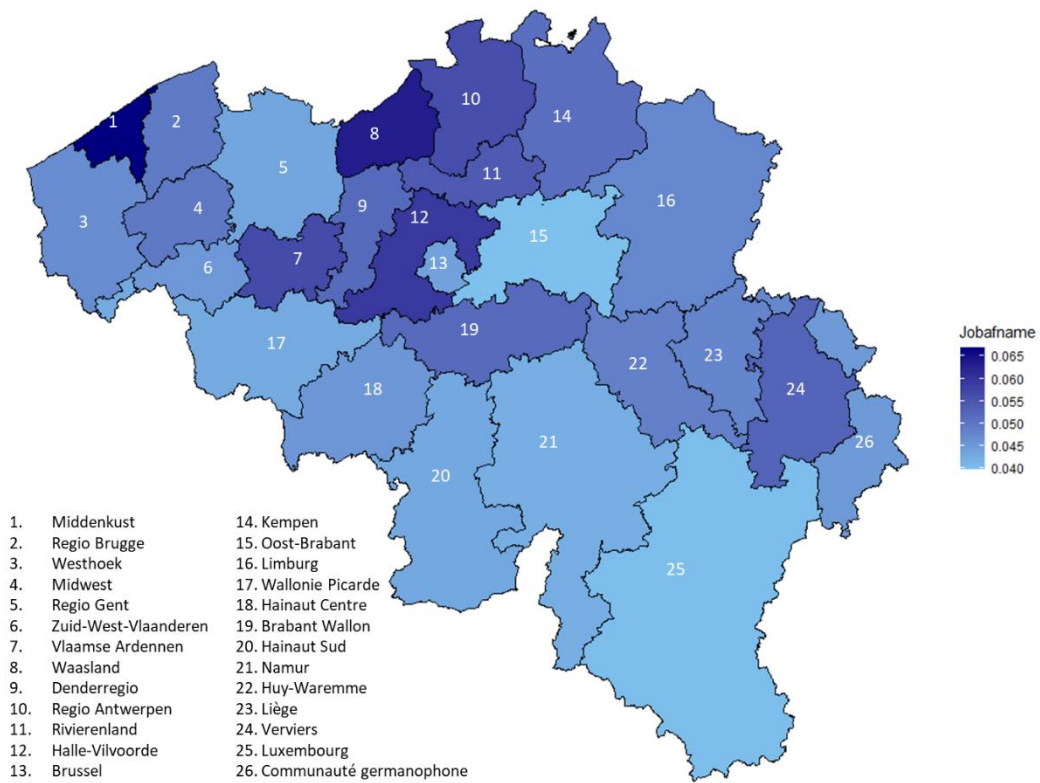 1
2
3
4
5
6
7
8
9
10
11
12
13
14
15
16
17
18
19
20
21
22
23
24
25
26
Jobafname
0.065
0.060
0.055
0.050
0.045
0.040
1. Middenkust
2. Regio Brugge
3. Westhoek
4. Midwest
5. Regio Gent
6. Zuid-West-Vlaanderen
7. Vlaamse Ardennen
8. Waasland
9. Denderregio
10. Regio Antwerpen
11. Rivierenland
12. Halle-Vilvoorde
13. Brussel
14. Kempen
15. Oost-Brabant
16. Limburg
17. Wallonie Picarde
18. Hainaut Centre
19. Brabant Wallon
20. Hainaut Sud
21. Namur
22. Huy-Waremme
23. Liège
24. Verviers
25. Luxembourg
26. Communauté germanophone